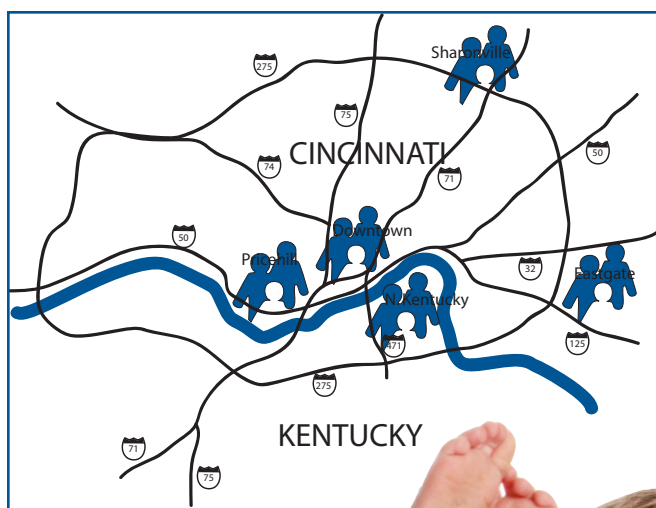 Sharonville
275
75
CINCINNATI
50
74
71
Downtown
50
Pricehill
32
Eastgate
N.Kentucky
471
125
275
KENTUCKY
71
75